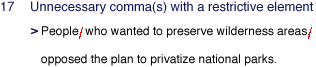 17 Unnecessary comma(s) with a restrictive element
> People/ who wanted to preserve wilderness areas/
opposed the plan to privatize national parks.